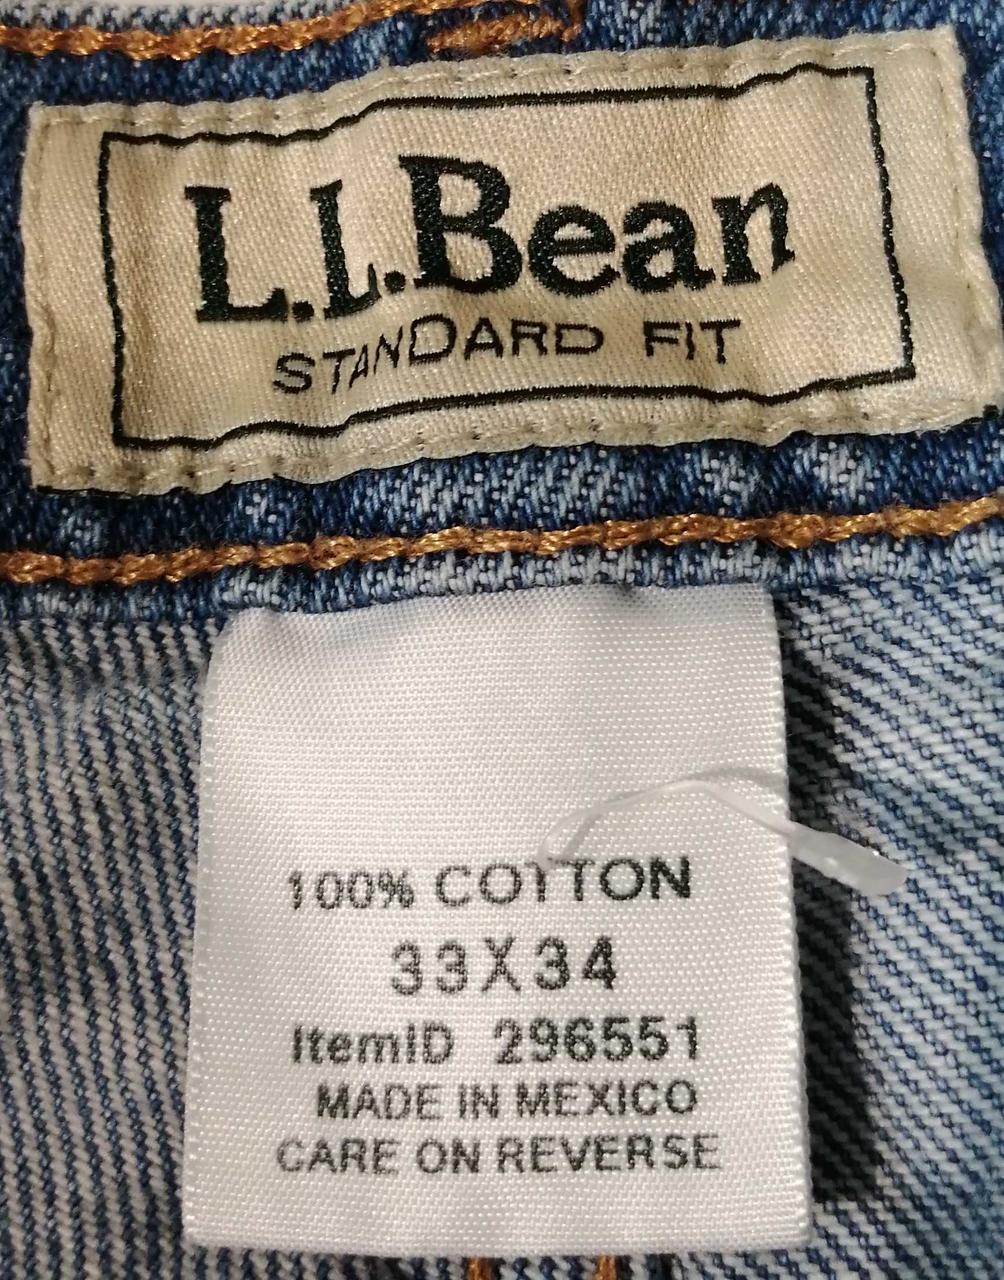 L.L.Bean
STANDARD FIT
100% COTTON
33X34
ItemID 296551
MADE IN MEXICO
CARE ON REVERSE